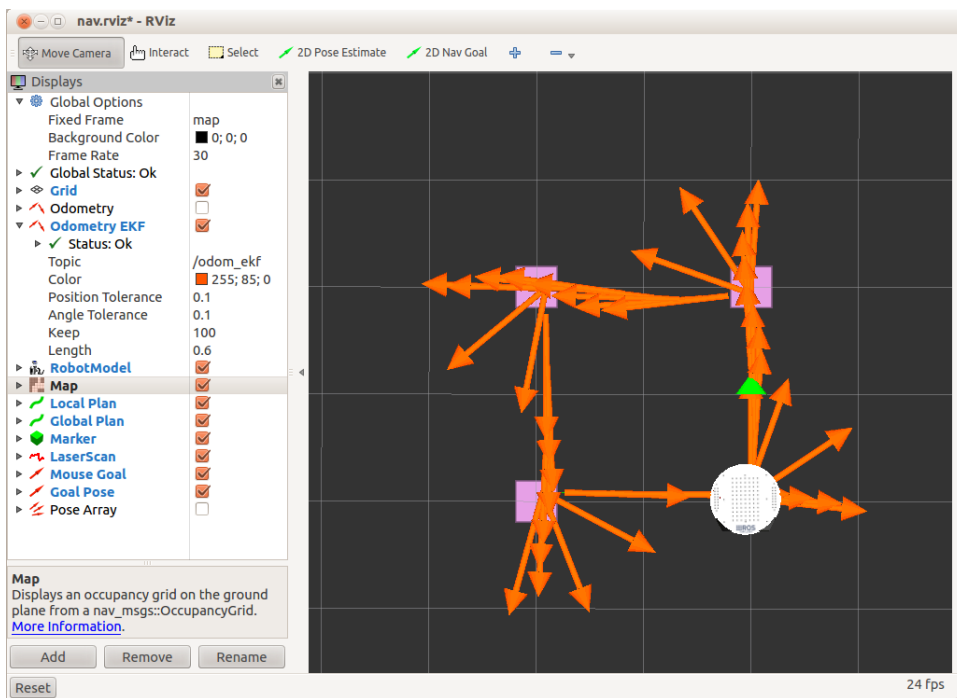 nav.rviz* - RViz
Move Camera Interact Select 2D Pose Estimate 2D Nav Goal
Displays
Global Options
Fixed Frame map
Background Color 0; 0; 0
Frame Rate 30
Global Status: Ok
Grid
Odometry
Odometry EKF
Status: Ok
Topic /odom_ekf
Color 255; 85; 0
Position Tolerance 0.1
Angle Tolerance 0.1
Keep 100
Length 0.6
RobotModel
Map
Local Plan
Global Plan
Marker
LaserScan
Mouse Goal
Goal Pose
Pose Array
Map
Displays an occupancy grid on the ground
plane from a nav_msgs::OccupancyGrid.
More Information.
Add Remove Rename
Reset 24 fps